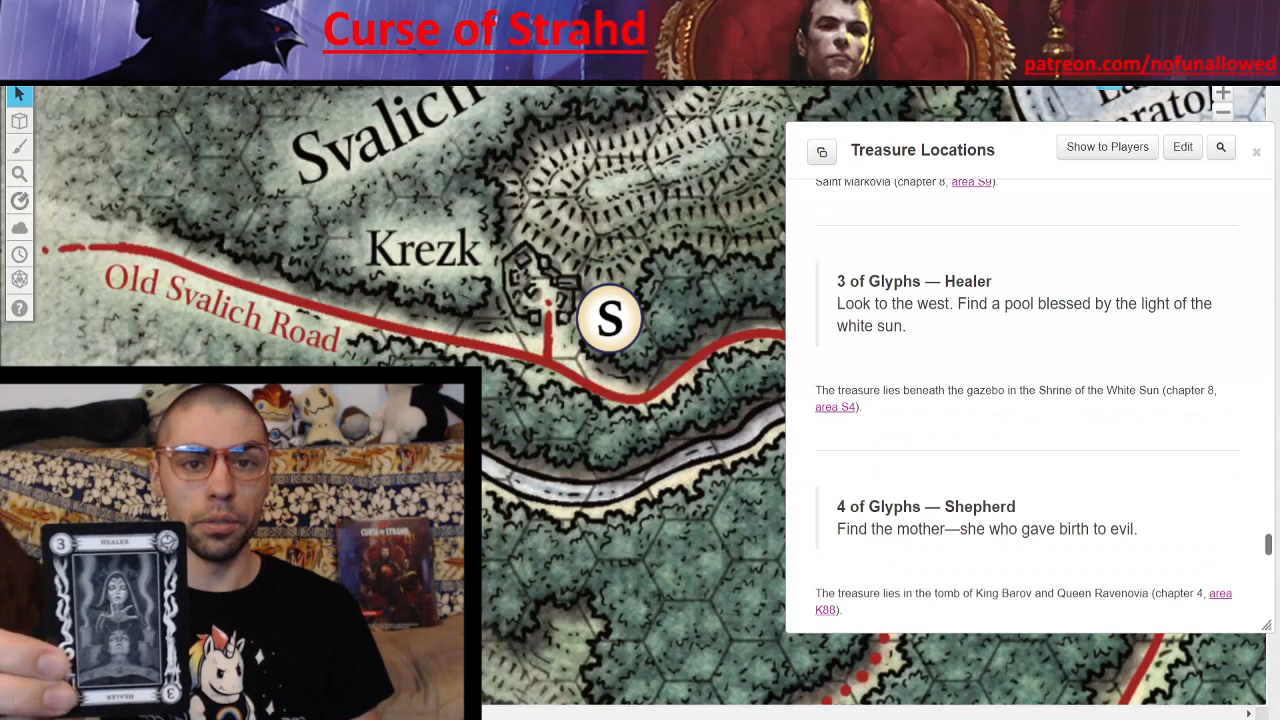 Curse of Strahd
patreon.com/nofunallowed
Svalich
Krezk
Old Svalich Road
S
Treasure Locations
Show to Players
Edit
Saint Markovia (chapter 8, area S9).
3 of Glyphs — Healer
Look to the west. Find a pool blessed by the light of the
white sun.
The treasure lies beneath the gazebo in the Shrine of the White Sun (chapter 8,
area S4).
4 of Glyphs — Shepherd
Find the mother—she who gave birth to evil.
The treasure lies in the tomb of King Barov and Queen Ravenovia (chapter 4, area
K88).
3
HEALER
HEALER
3
CURSE OF STRAHD